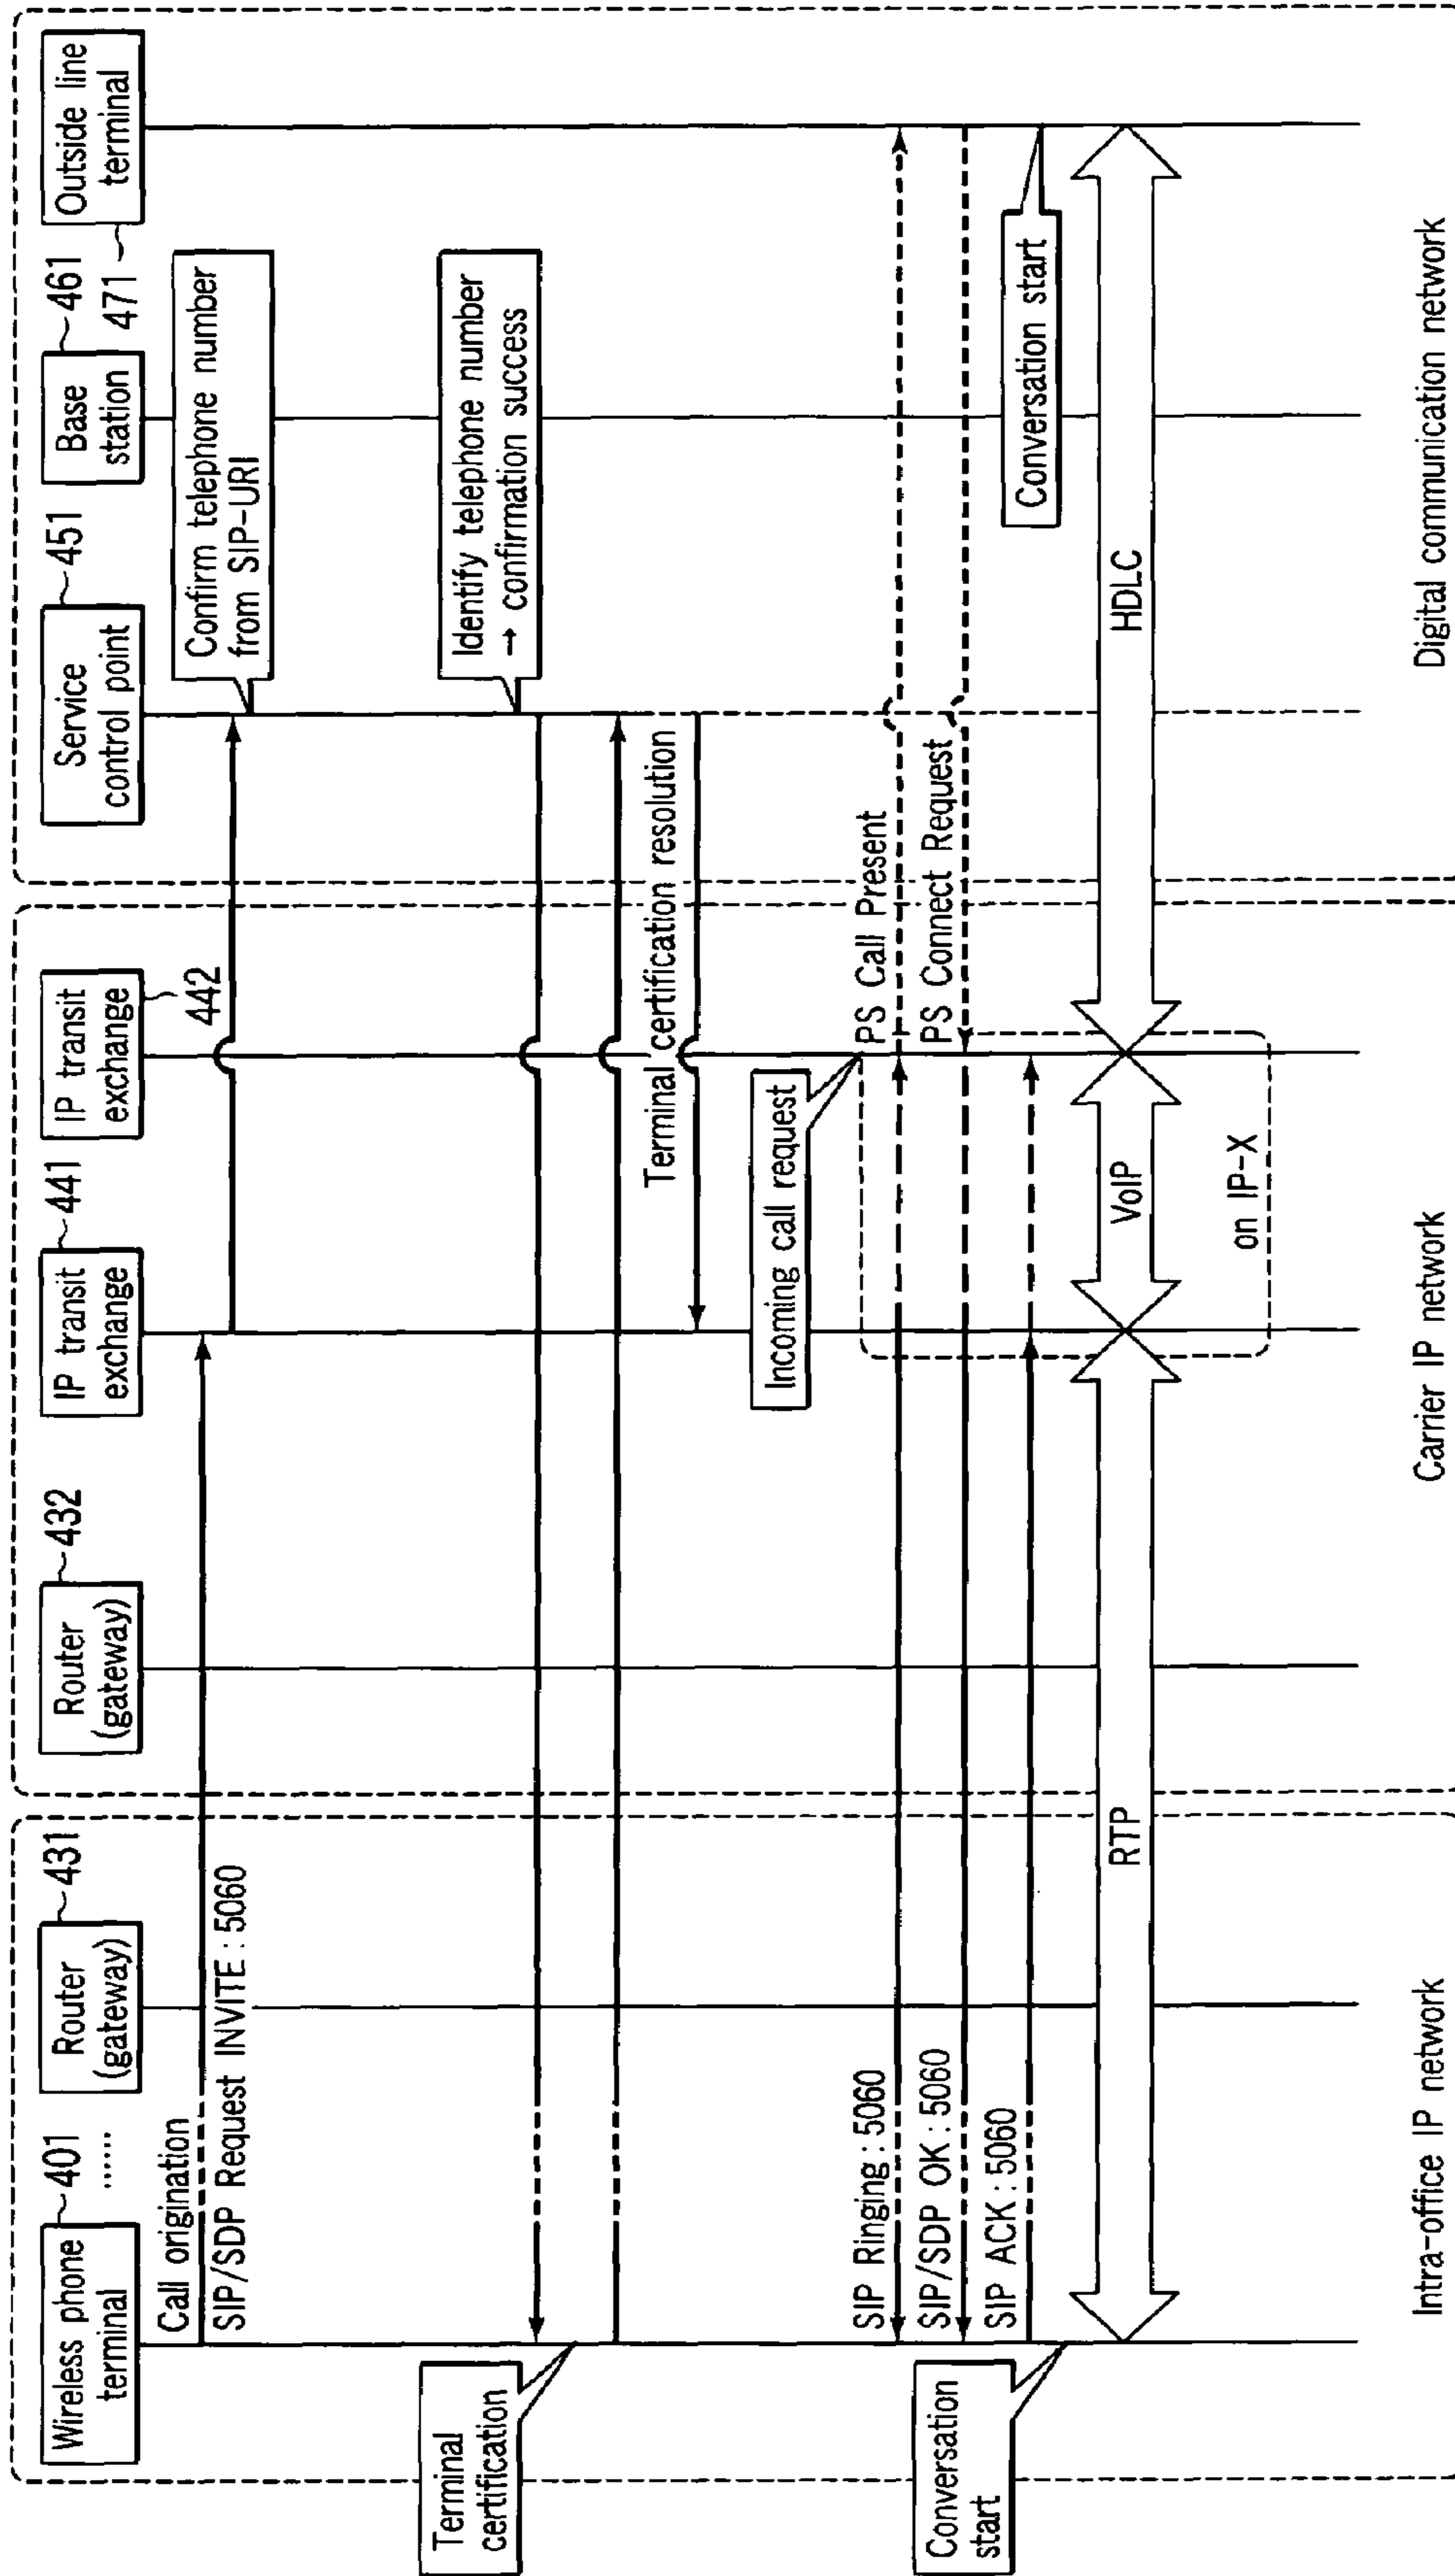 Wireless phone
terminal
401
......
Router
(gateway)
431
Router
(gateway)
432
IP transit
exchange
441
IP transit
exchange
442
Service
control point
451
Base
station
461
Outside line
terminal
471
Call origination
SIP/SDP Request INVITE : 5060
Confirm telephone number
from SIP-URI
Identify telephone number
→ confirmation success
Terminal
certification
Terminal certification resolution
Incoming call request
SIP Ringing : 5060
PS Call Present
SIP/SDP OK : 5060
PS Connect Request
SIP ACK : 5060
Conversation
start
Conversation start
RTP
VoIP
HDLC
on IP-X
Intra-office IP network
Carrier IP network
Digital communication network